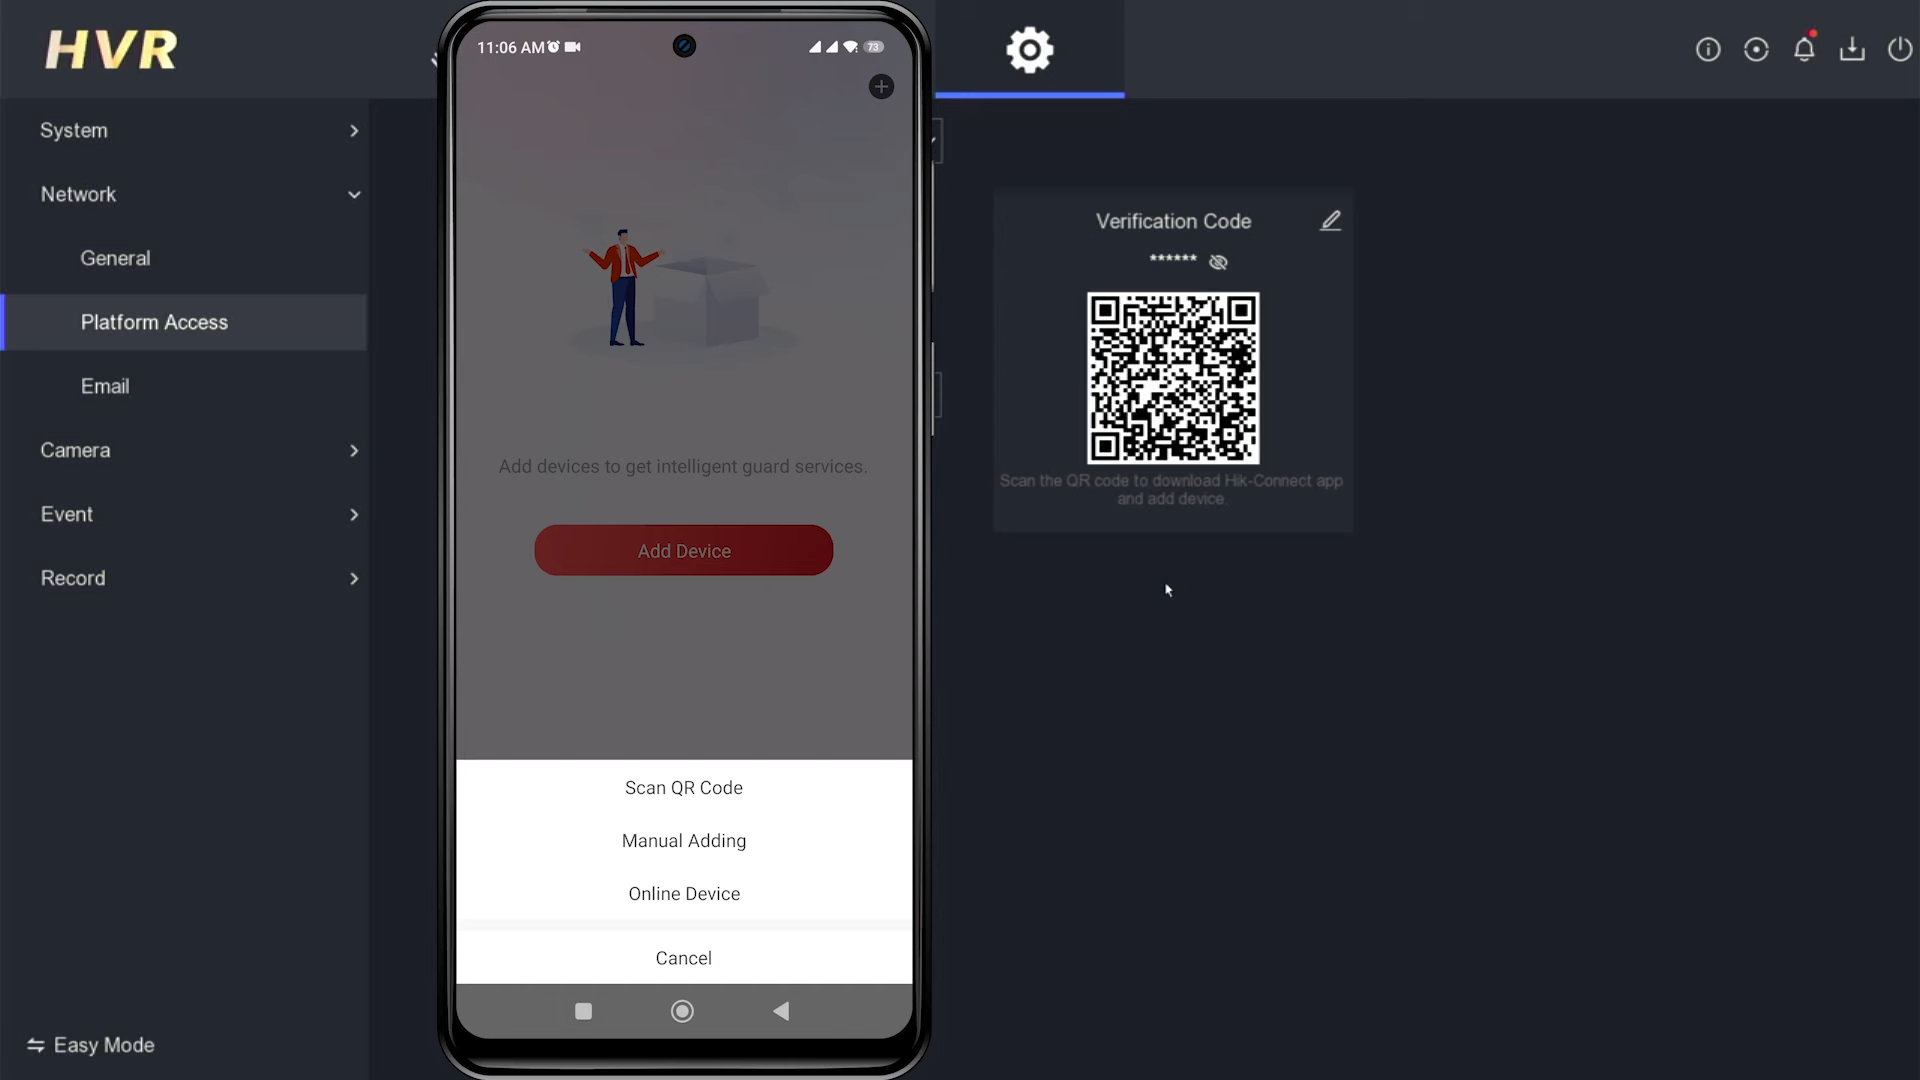 HVR
System
Network
General
Platform Access
Email
Camera
Event
Record
Easy Mode
11:06 AM
73
Add devices to get intelligent guard services.
Add Device
Scan QR Code
Manual Adding
Online Device
Cancel
Verification Code
******
Scan the QR code to download Hik-Connect app
and add device.